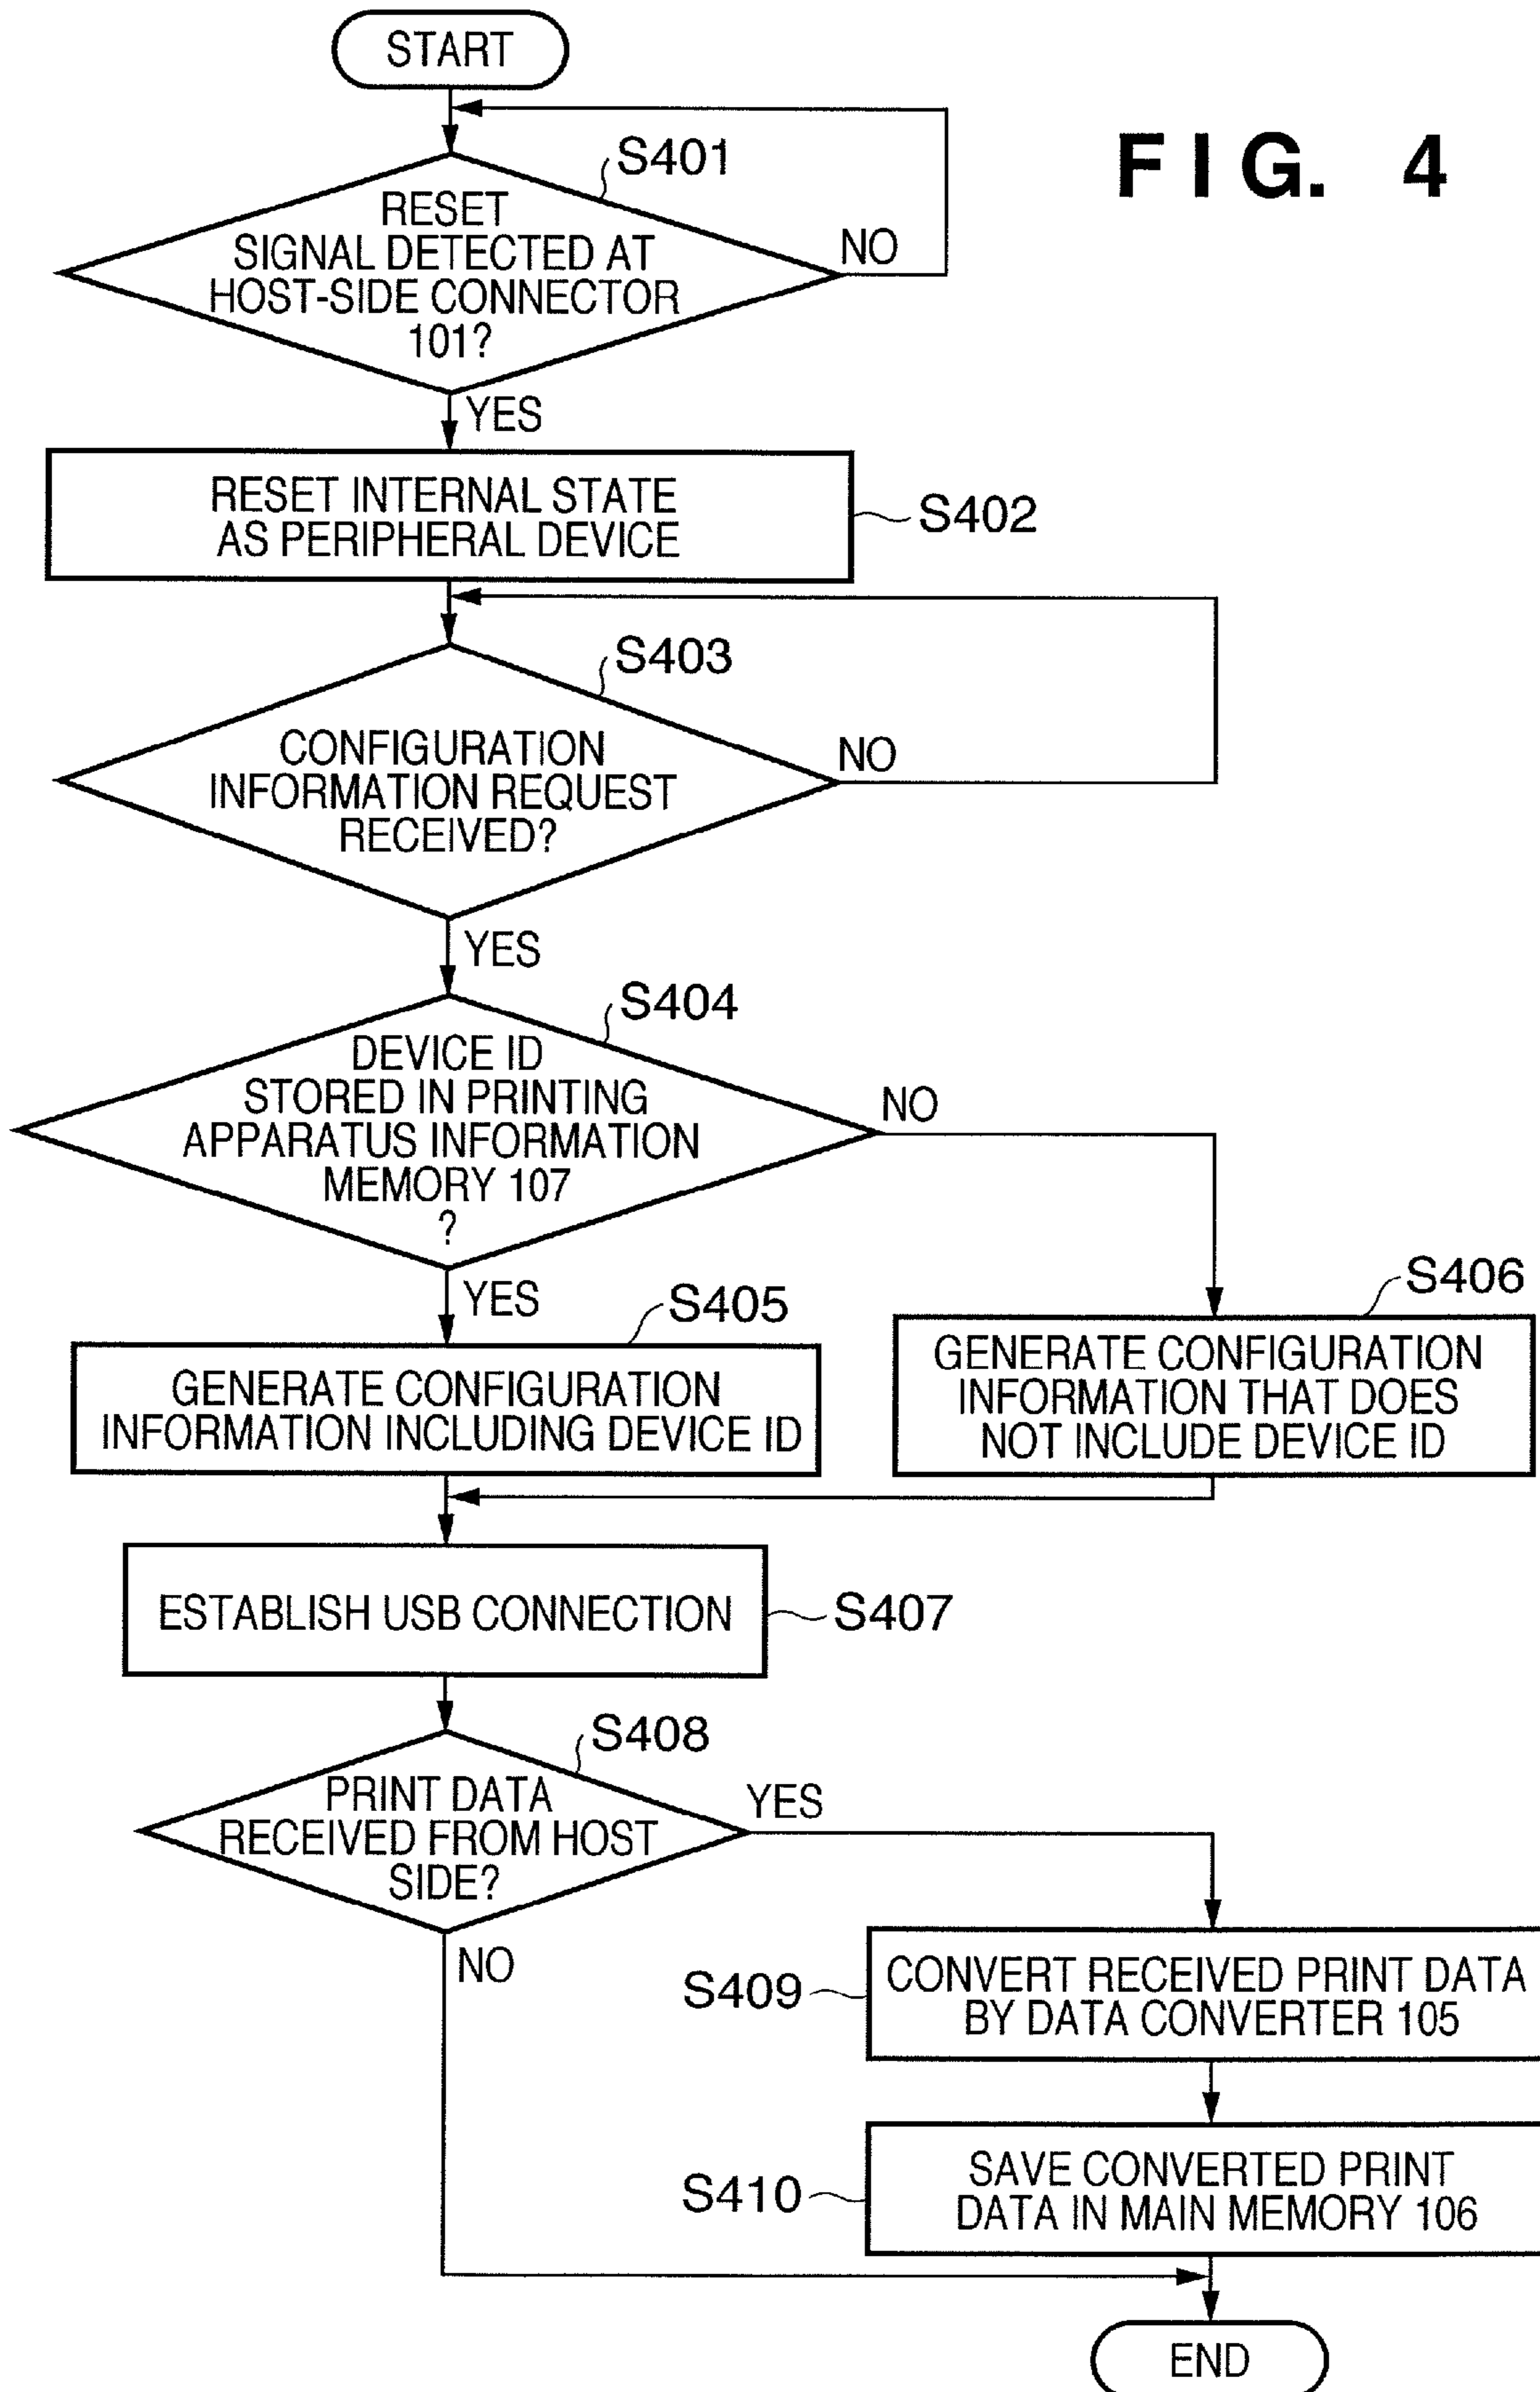 START
FIG. 4
S401
RESET
SIGNAL DETECTED AT
HOST-SIDE CONNECTOR
101?
NO
YES
RESET INTERNAL STATE
AS PERIPHERAL DEVICE
S402
S403
CONFIGURATION
INFORMATION REQUEST
RECEIVED?
NO
YES
S404
DEVICE ID
STORED IN PRINTING
APPARATUS INFORMATION
MEMORY 107
?
NO
YES
S405
GENERATE CONFIGURATION
INFORMATION INCLUDING DEVICE ID
S406
GENERATE CONFIGURATION
INFORMATION THAT DOES
NOT INCLUDE DEVICE ID
ESTABLISH USB CONNECTION
S407
S408
PRINT DATA
RECEIVED FROM HOST
SIDE?
YES
NO
S409
CONVERT RECEIVED PRINT DATA
BY DATA CONVERTER 105
S410
SAVE CONVERTED PRINT
DATA IN MAIN MEMORY 106
END